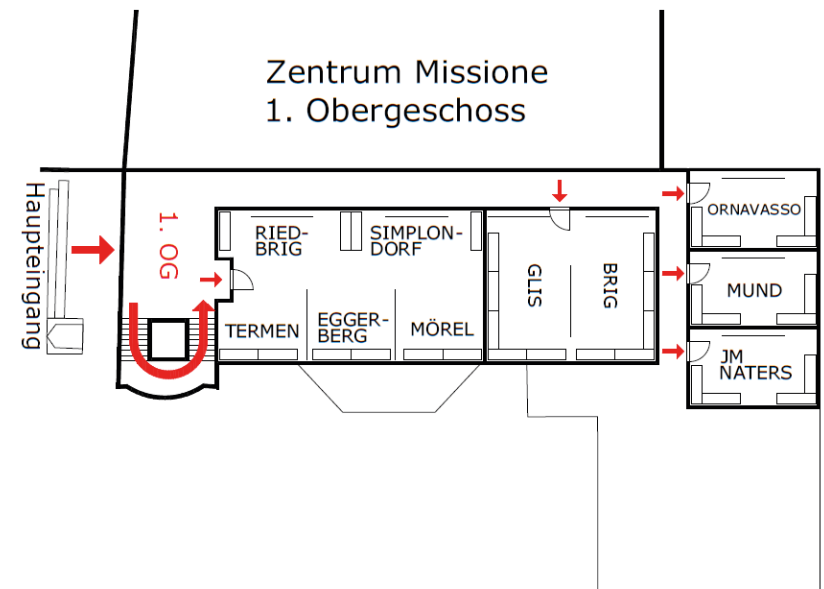 Zentrum Missione
1. Obergeschoss
Haupteingang
1. OG
RIED-
BRIG
SIMPLON-
DORF
TERMEN
EGGER-
BERG
MÖREL
GLIS
BRIG
ORNAVASSO
MUND
JM
NATERS